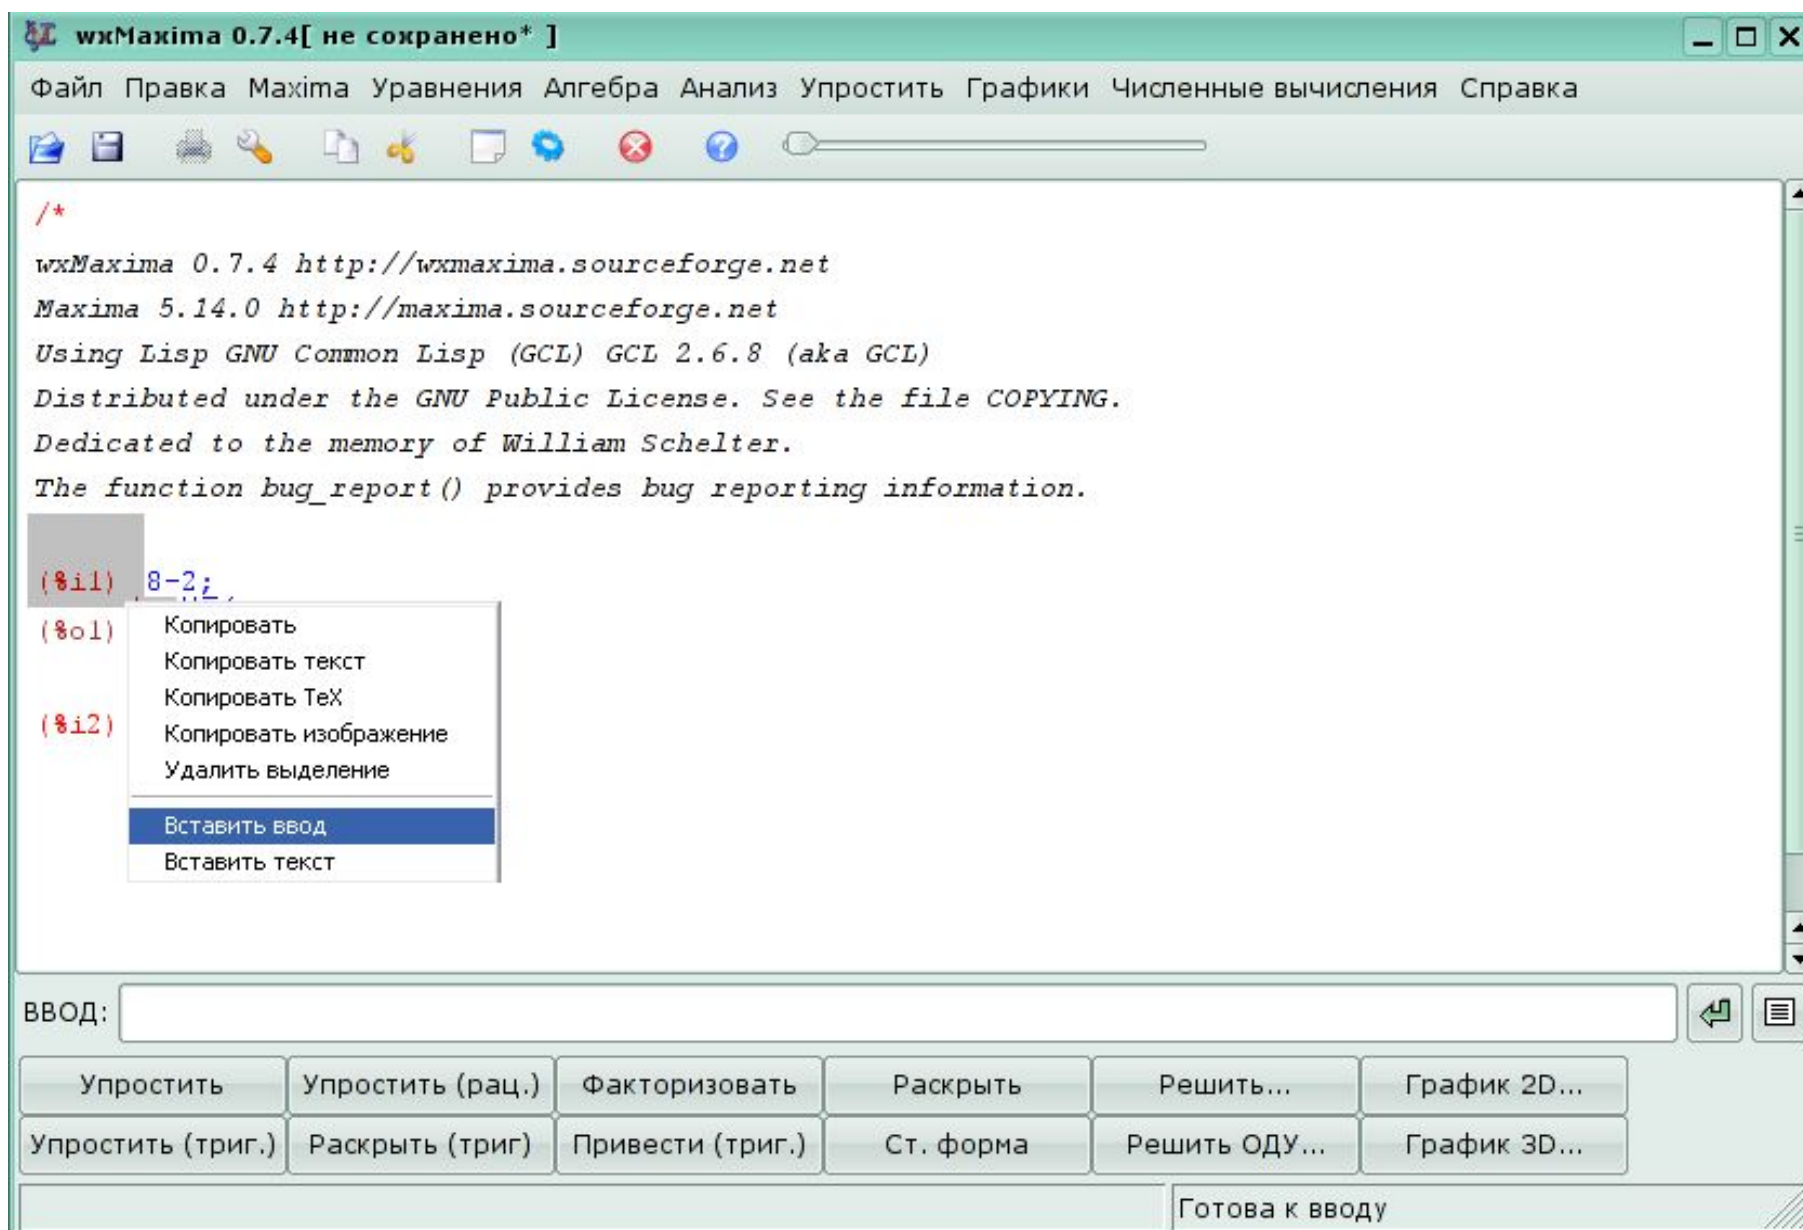 wxMaxima 0.7.4[ не сохранено* ]
Файл Правка Maxima Уравнения Алгебра Анализ Упростить Графики Численные вычисления Справка
/*
wxMaxima 0.7.4 http://wxmaxima.sourceforge.net
Maxima 5.14.0 http://maxima.sourceforge.net
Using Lisp GNU Common Lisp (GCL) GCL 2.6.8 (aka GCL)
Distributed under the GNU Public License. See the file COPYING.
Dedicated to the memory of William Schelter.
The function bug_report() provides bug reporting information.
(%i1) 8-2;
(%o1)
(%i2)
Копировать
Копировать текст
Копировать TeX
Копировать изображение
Удалить выделение
Вставить ввод
Вставить текст
ВВОД:
Упростить Упростить (рац.) Факторизовать Раскрыть Решить... График 2D...
Упростить (триг.) Раскрыть (триг) Привести (триг.) Ст. форма Решить ОДУ... График 3D...
Готова к вводу